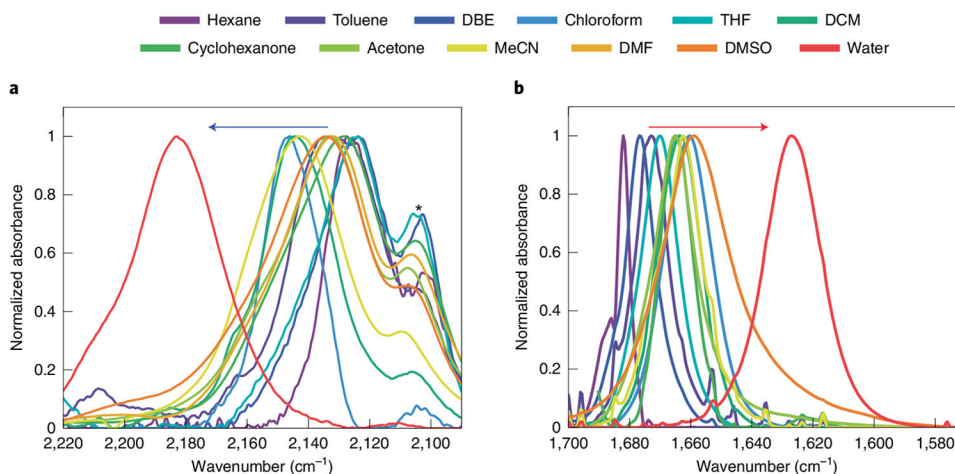 Hexane Toluene DBE Chloroform THF DCM
Cyclohexanone Acetone MeCN DMF DMSO Water
a
b
1
0.8
0.6
0.4
0.2
0
Normalized absorbance
*
2,220 2,200 2,180 2,160 2,140 2,120 2,100
Wavenumber (cm⁻¹)
1
0.8
0.6
0.4
0.2
0
Normalized absorbance
1,700 1,680 1,660 1,640 1,620 1,600 1,580
Wavenumber (cm⁻¹)